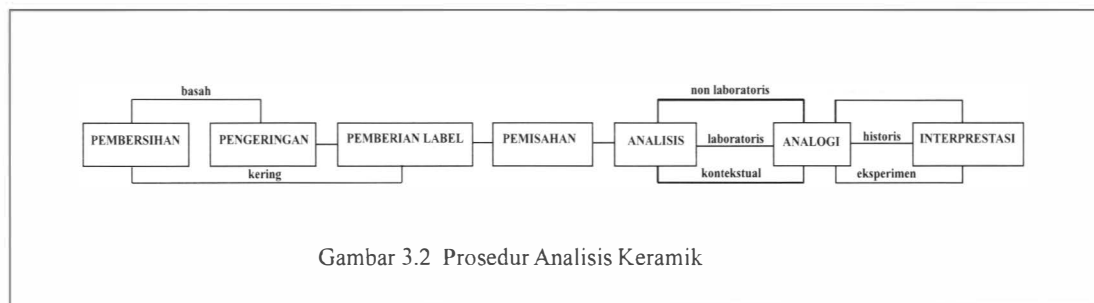 basah
non laboratoris
PEMBERSIHAN PENGERINGAN PEMBERIAN LABEL PEMISAHAN ANALISIS laboratoris ANALOGI historis INTERPRESTASI
kering
kontekstual
eksperimen
Gambar 3.2 Prosedur Analisis Keramik